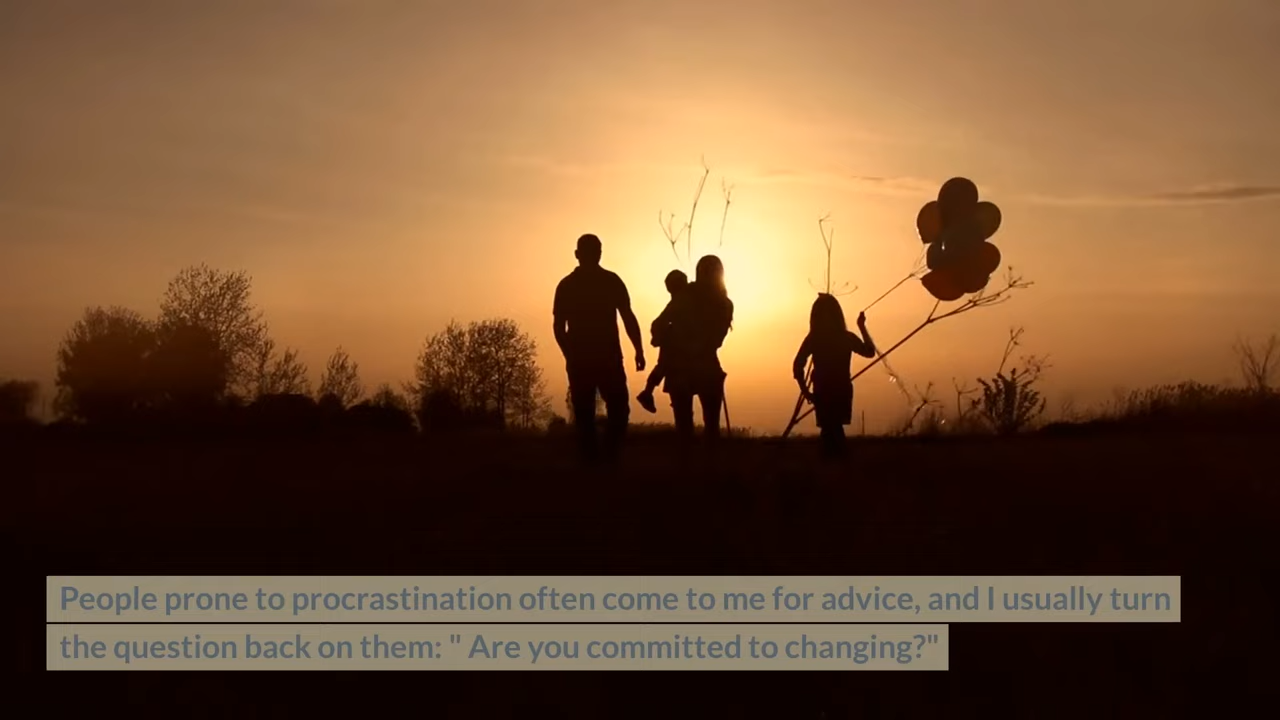 People prone to procrastination often come to me for advice, and I usually turn
the question back on them: " Are you committed to changing?"